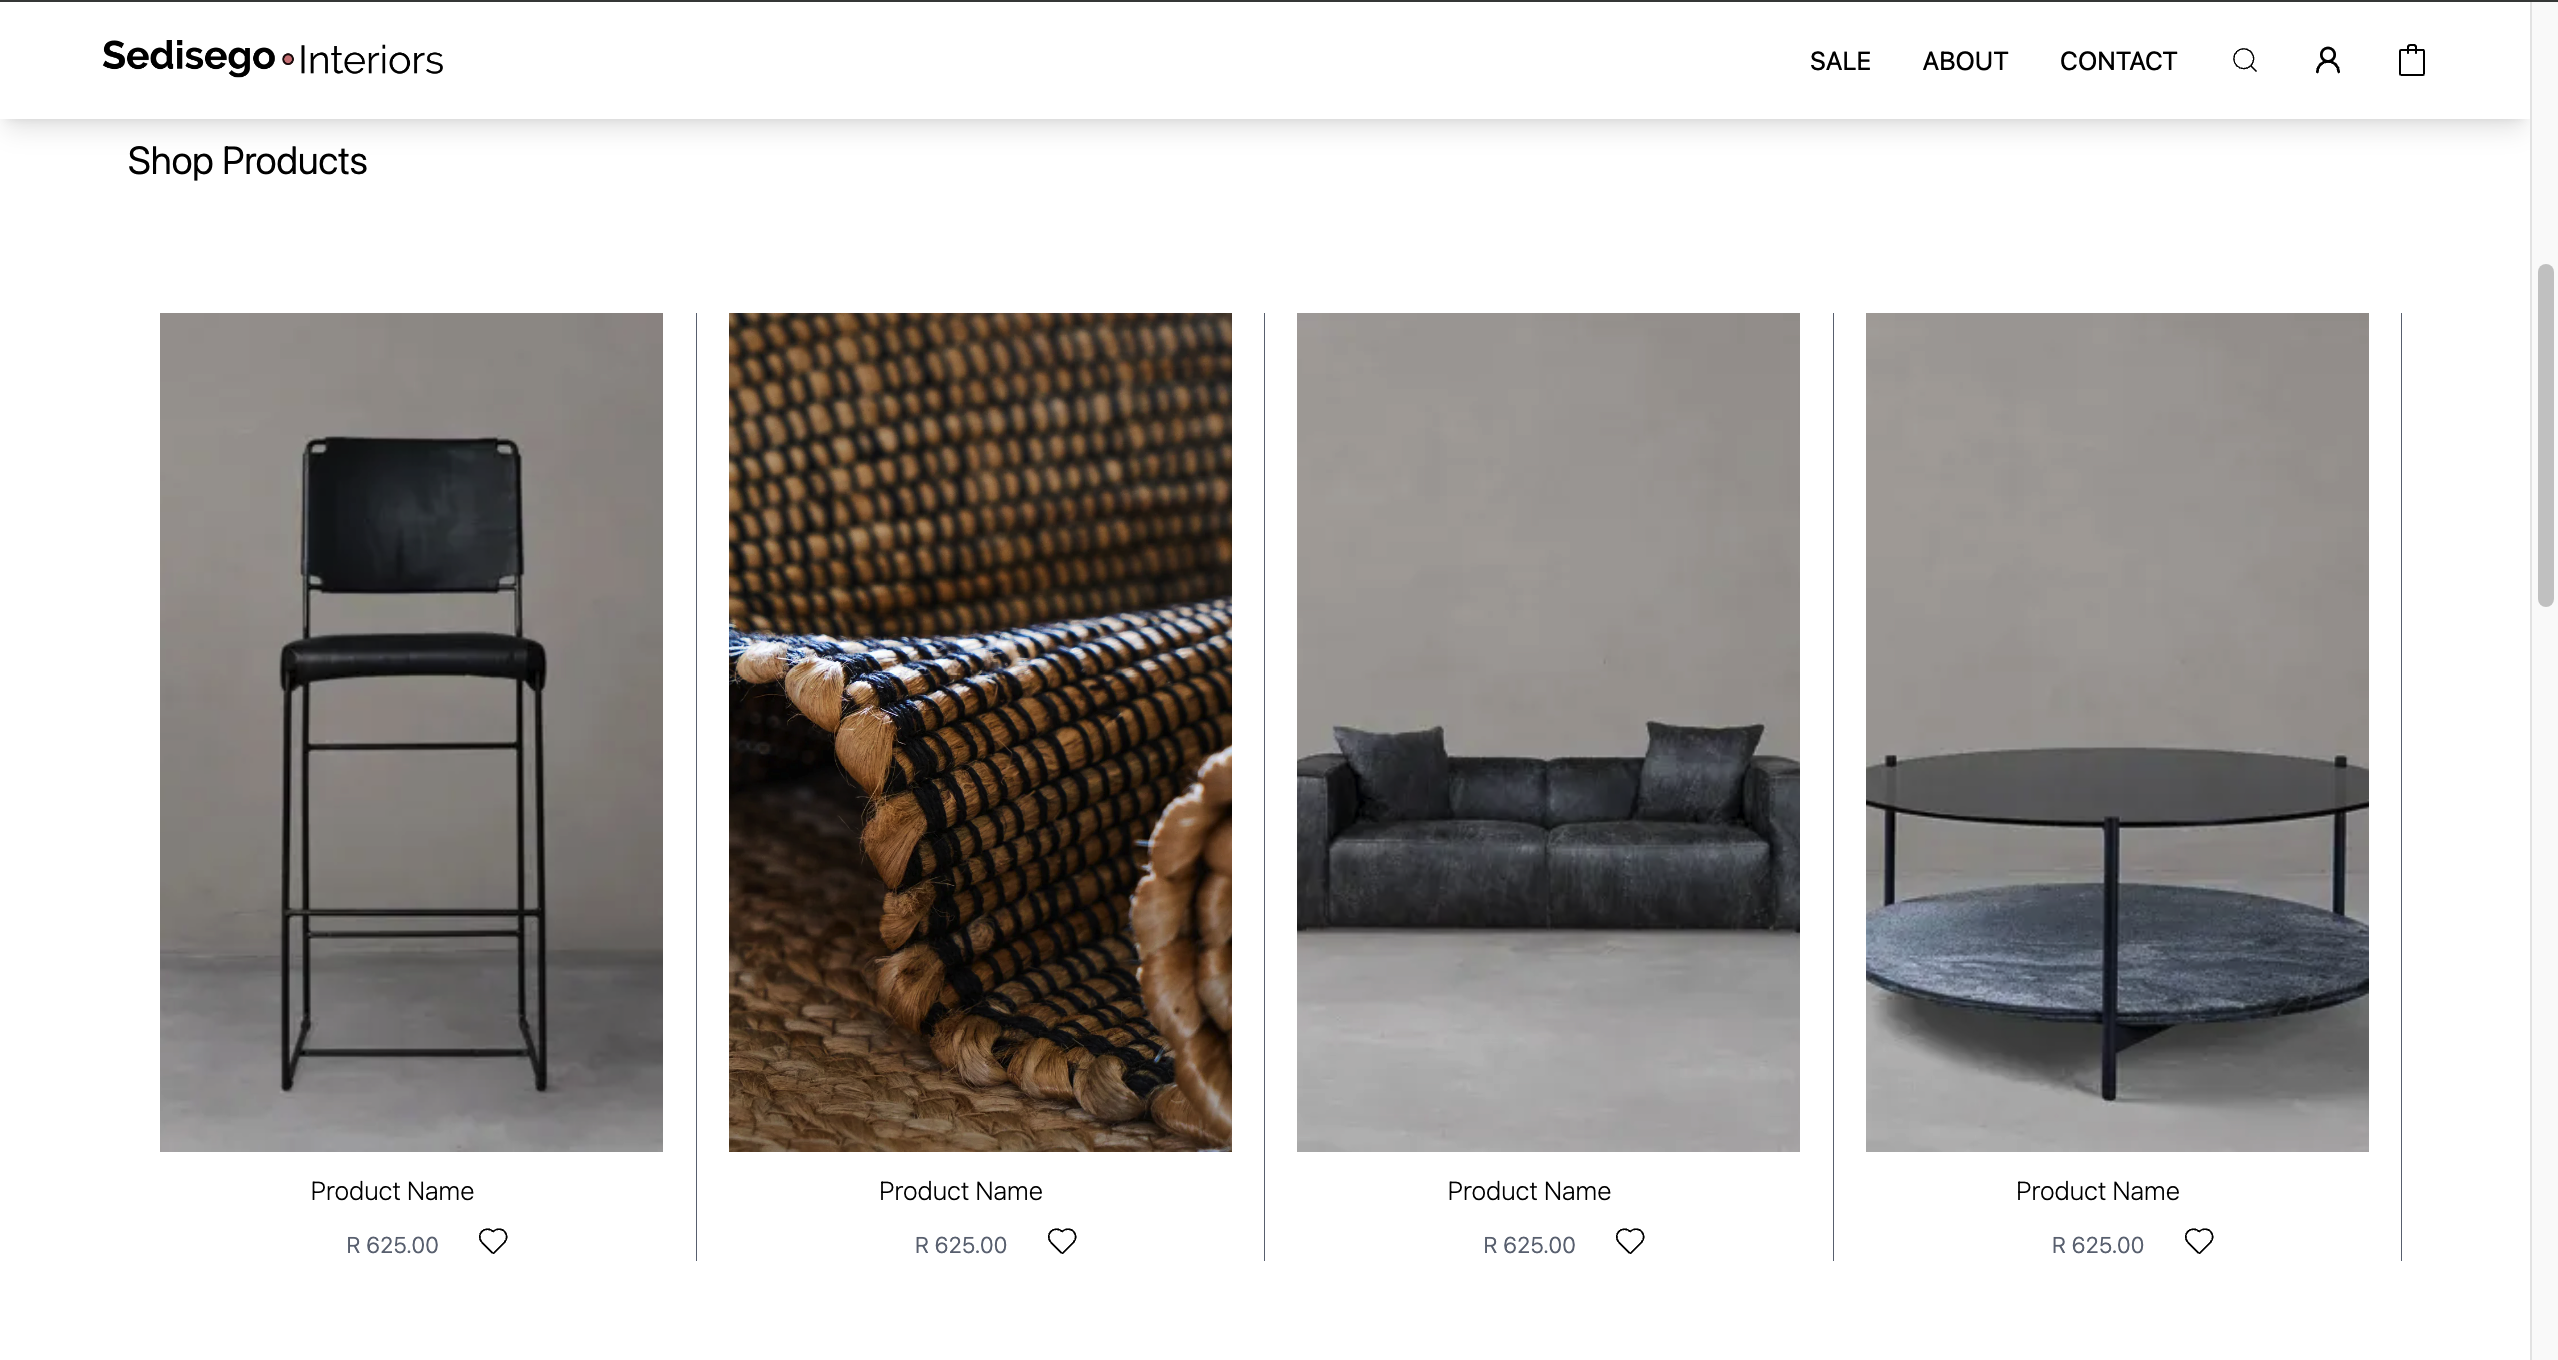 Sedisego Interiors
SALE ABOUT CONTACT
Shop Products
Product Name
R 625.00
Product Name
R 625.00
Product Name
R 625.00
Product Name
R 625.00